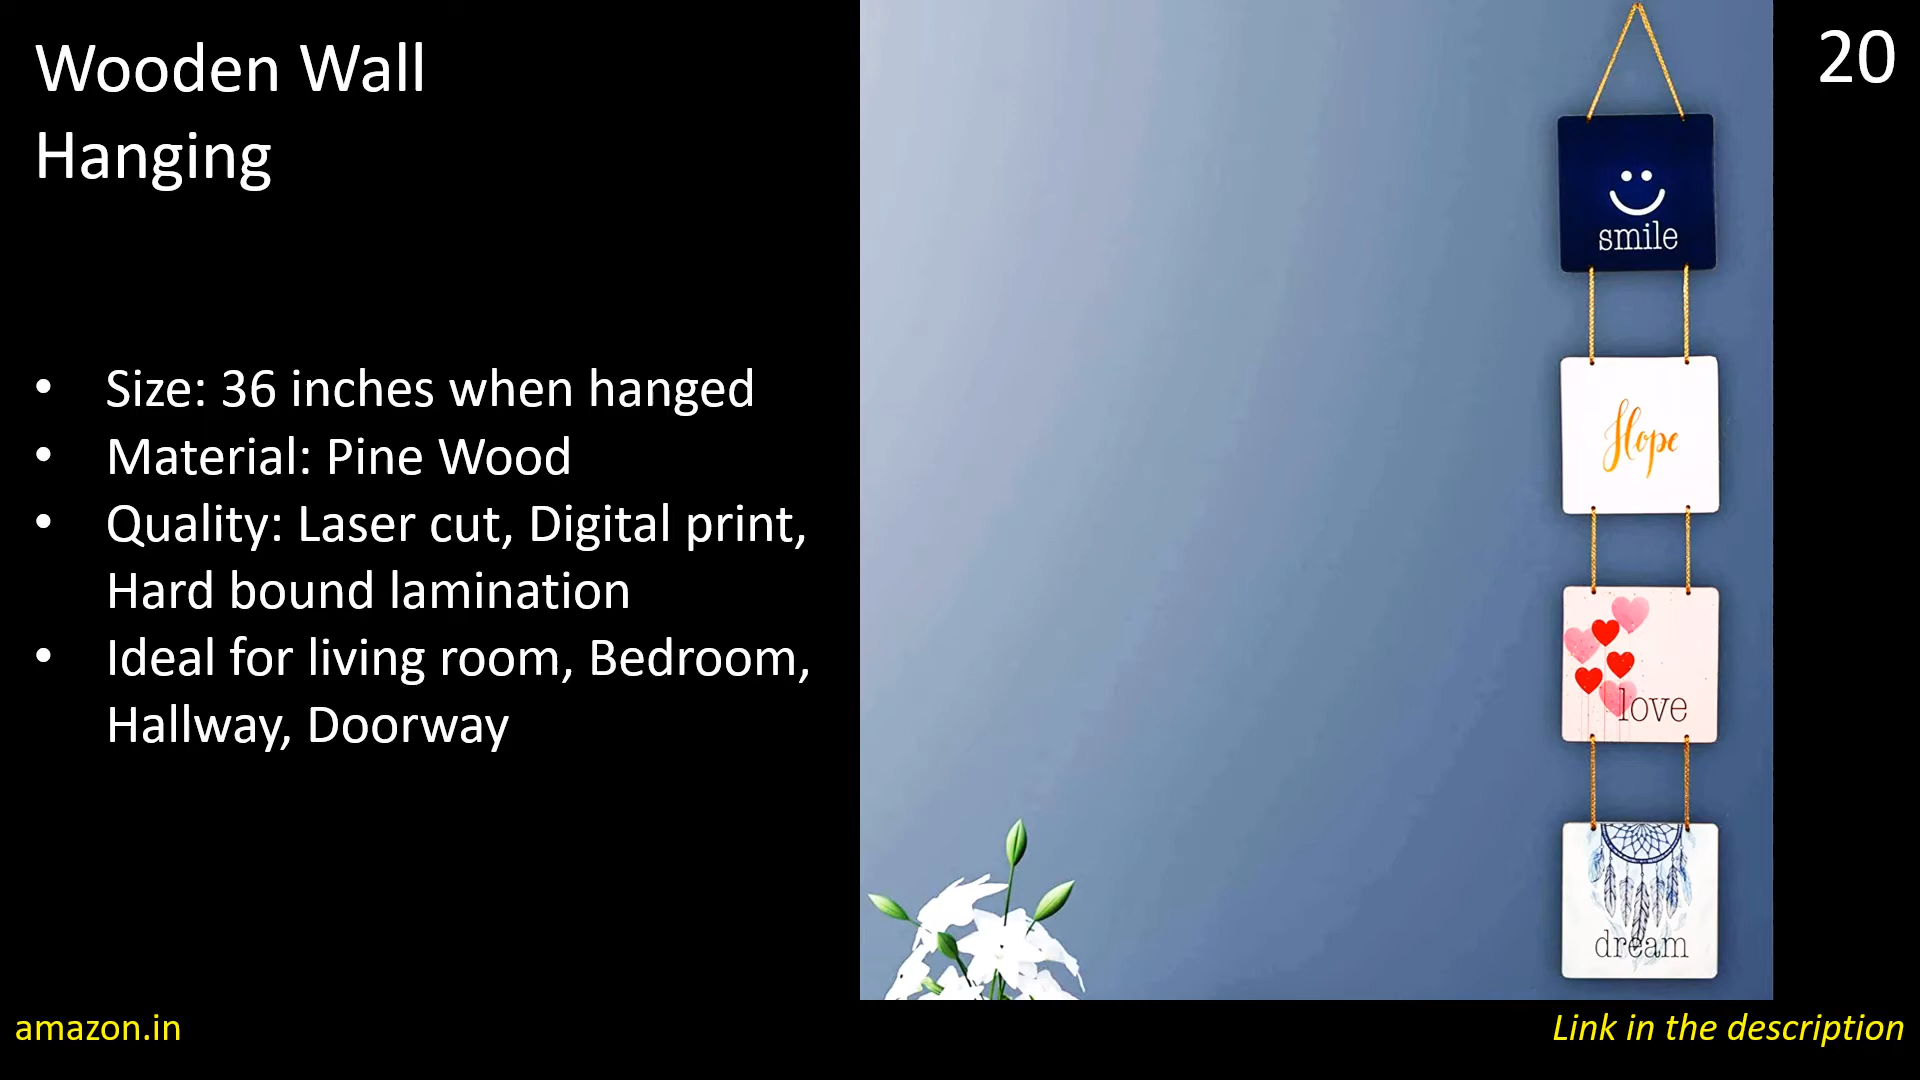 Wooden Wall
Hanging
20
• Size: 36 inches when hanged
• Material: Pine Wood
• Quality: Laser cut, Digital print,
Hard bound lamination
• Ideal for living room, Bedroom,
Hallway, Doorway
smile
Hope
love
dream
amazon.in
Link in the description